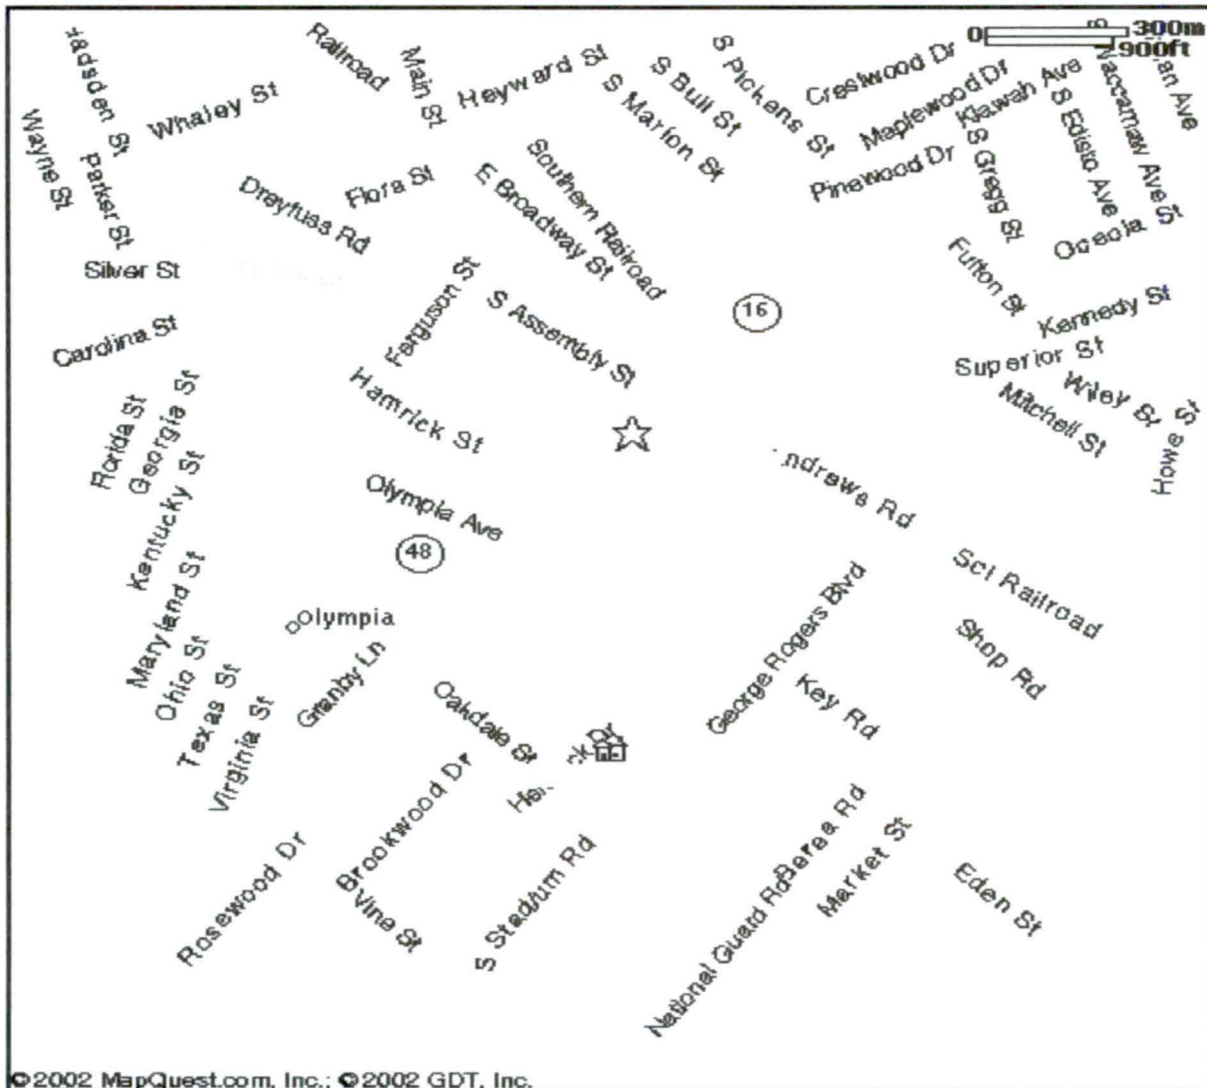 0 300m
900ft
Railroad
Main St
Heyward St
S Marion St
S Bull St
S Pickens St
Crestwood Dr
Maplewood Dr
Kiawah Ave
Whaley St
Wayne St
Parker St
Dreyfuss Rd
Flora St
E Broadway St
Southern Railroad
Pinewood Dr
S Gregg St
S Edisto Ave
S Waccamaw Ave
Oceola St
Silver St
Ferguson St
S Assembly St
16
Fulton St
Kennedy St
Carolina St
Superior St
Wiley St
Mitchell St
Howe St
Florida St
Georgia St
Hamrick St
Kentucky St
Olympia Ave
48
ndrews Rd
Maryland St
Olympia
Sci Railroad
George Rogers Blvd
Shop Rd
Ohio St
Texas St
Virginia St
Granby Ln
Oakdale St
Key Rd
Brookwood Dr
Rosewood Dr
Vine St
S Stadium Rd
National Guard Rd
Berea Rd
Market St
Eden St
©2002 MapQuest.com, Inc.; ©2002 GDT, Inc.